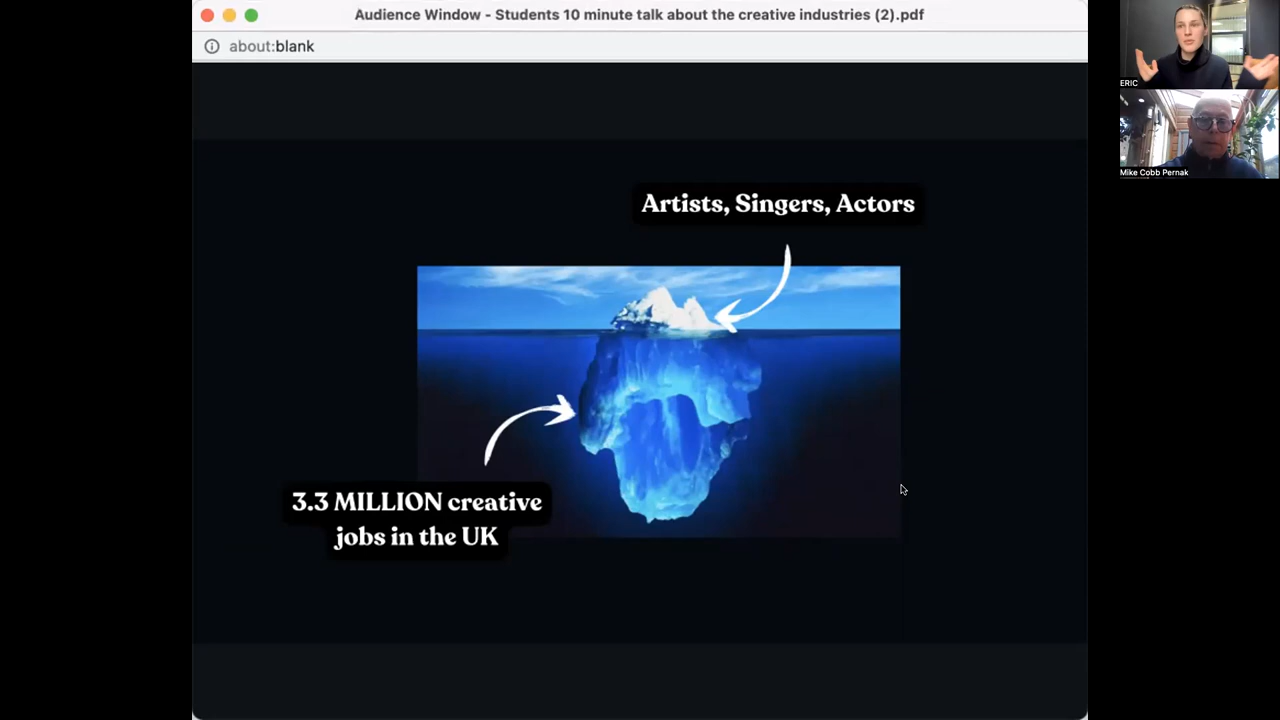 Audience Window - Students 10 minute talk about the creative industries (2).pdf
about:blank
Artists, Singers, Actors
3.3 MILLION creative
jobs in the UK
ERIC
Mike Cobb Pernak